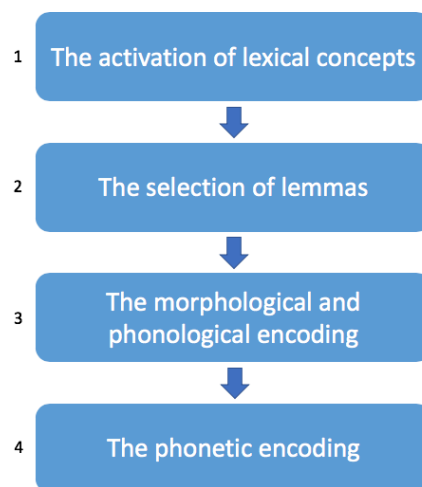 1 The activation of lexical concepts
2 The selection of lemmas
3 The morphological and
phonological encoding
4 The phonetic encoding